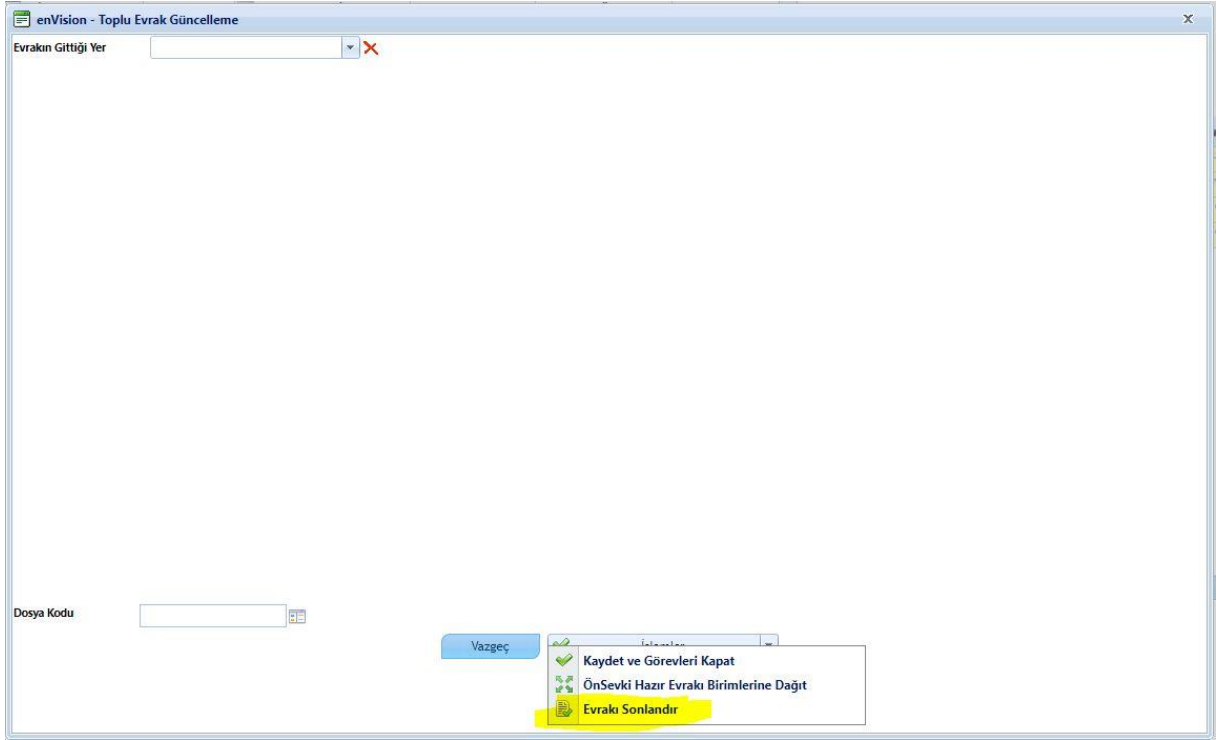 enVision - Toplu Evrak Güncelleme
x
Evrakın Gittiği Yer
Dosya Kodu
Vazgeç
İşlemler
Kaydet ve Görevleri Kapat
ÖnSevki Hazır Evrakı Birimlerine Dağıt
Evrakı Sonlandır